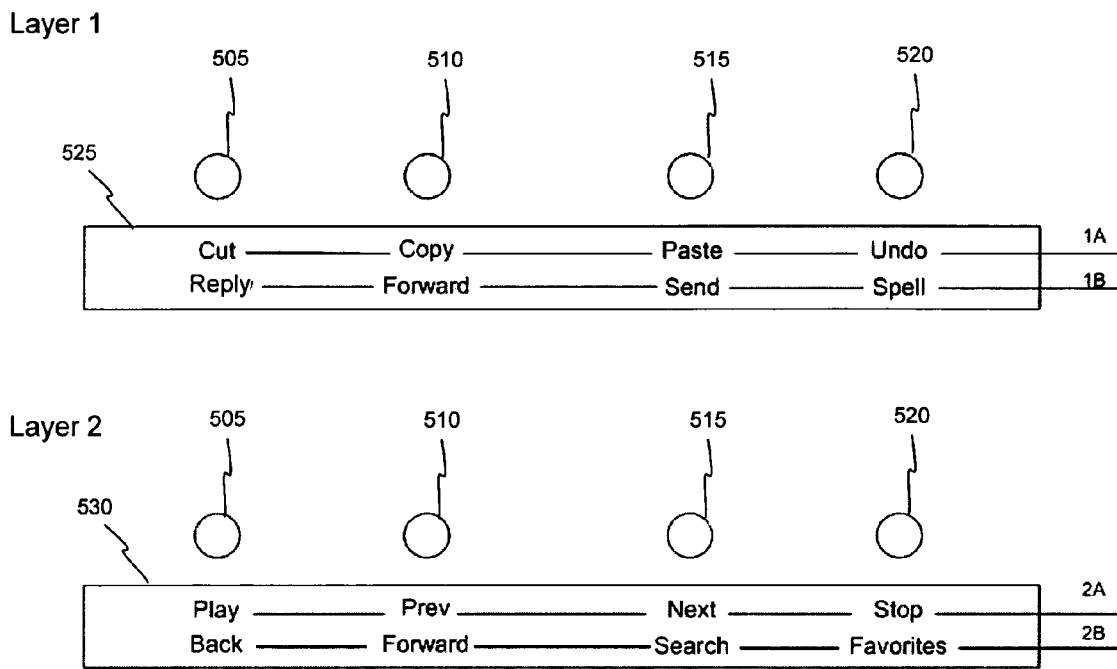 Layer 1
505 510 515 520
525
Cut Copy Paste Undo 1A
Reply Forward Send Spell 1B
Layer 2
505 510 515 520
530
Play Prev Next Stop 2A
Back Forward Search Favorites 2B